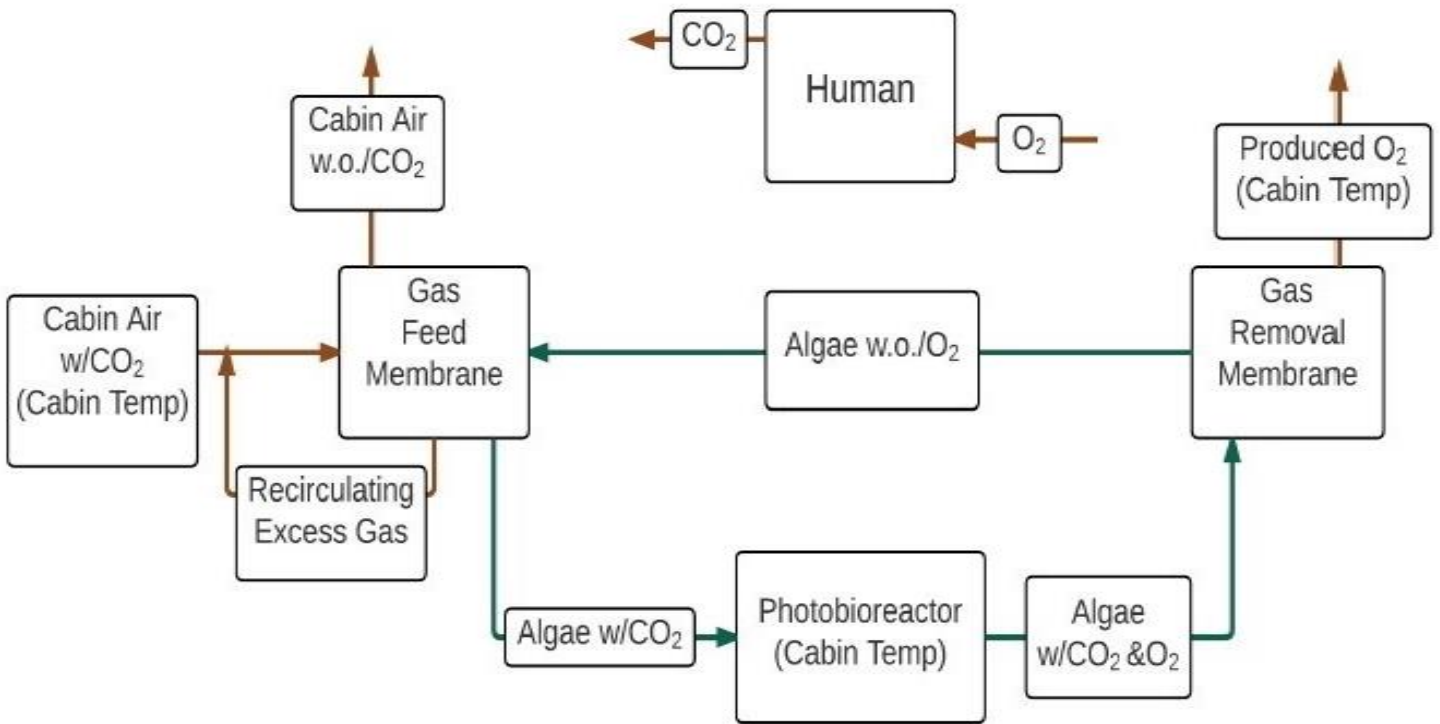 CO₂
Human
O₂
Cabin Air
w.o./CO₂
Produced O₂
(Cabin Temp)
Cabin Air
w/CO₂
(Cabin Temp)
Gas
Feed
Membrane
Algae w.o./O₂
Gas
Removal
Membrane
Recirculating
Excess Gas
Algae w/CO₂
Photobioreactor
(Cabin Temp)
Algae
w/CO₂ &O₂